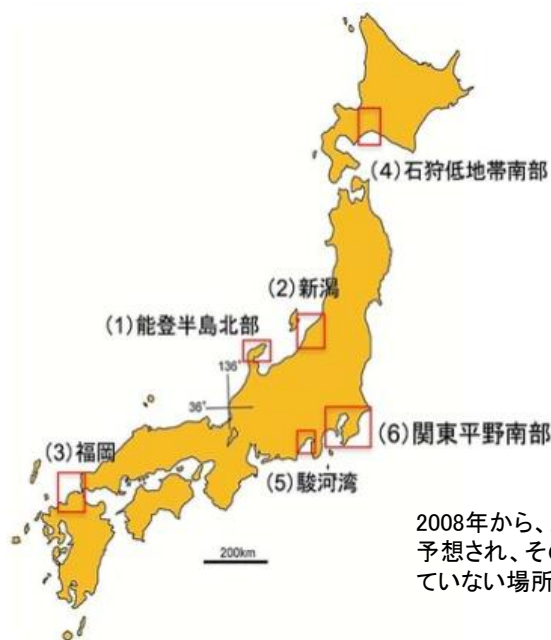 (4)石狩低地帯南部
(2)新潟
(1)能登半島北部
136°
36°
(6)関東平野南部
(3)福岡
(5)駿河湾
200km
2008年から、
予想され、その
ていない場所